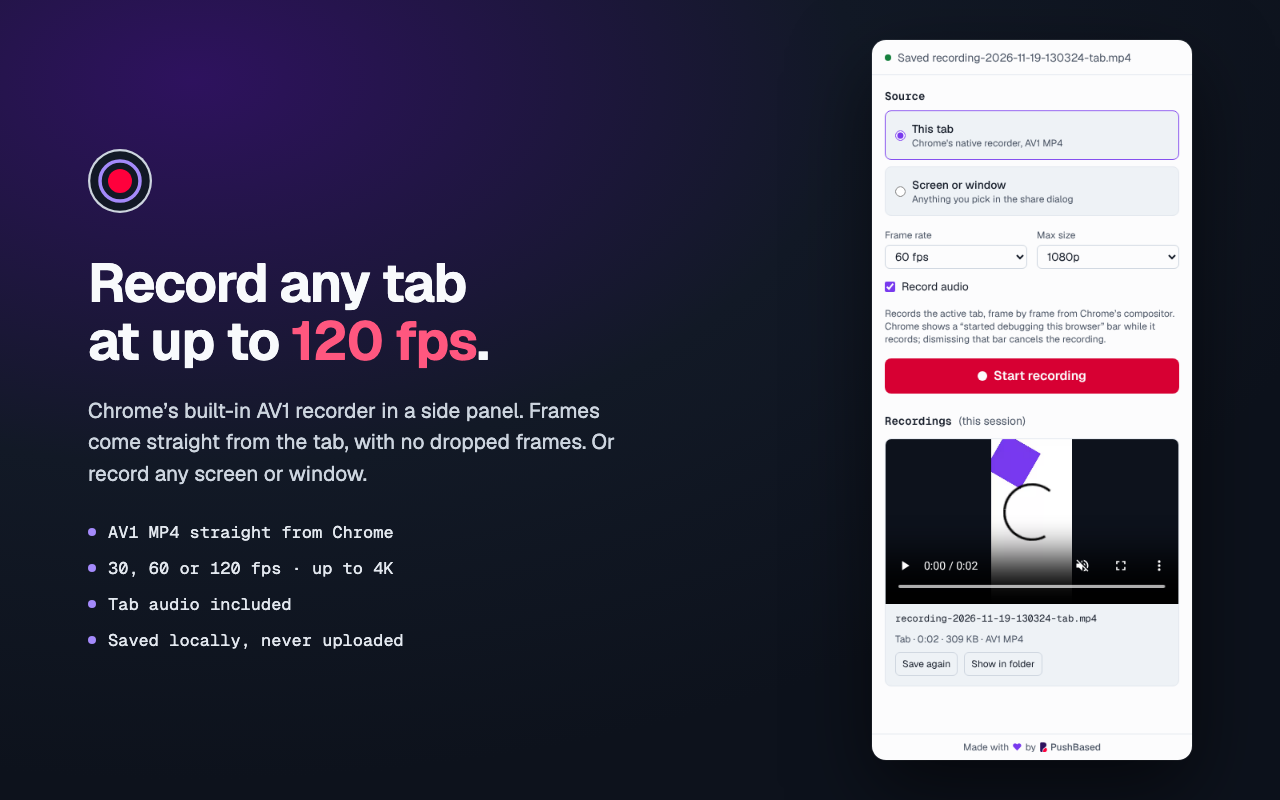 Record any tab
at up to 120 fps.
Chrome’s built-in AV1 recorder in a side panel. Frames
come straight from the tab, with no dropped frames. Or
record any screen or window.
AV1 MP4 straight from Chrome
30, 60 or 120 fps · up to 4K
Tab audio included
Saved locally, never uploaded
Saved recording-2026-11-19-130324-tab.mp4
Source
This tab
Chrome's native recorder, AV1 MP4
Screen or window
Anything you pick in the share dialog
Frame rate Max size
60 fps 1080p
Record audio
Records the active tab, frame by frame from Chrome's compositor.
Chrome shows a “started debugging this browser” bar while it
records; dismissing that bar cancels the recording.
Start recording
Recordings (this session)
0:00 / 0:02
recording-2026-11-19-130324-tab.mp4
Tab · 0:02 · 309 KB · AV1 MP4
Save again Show in folder
Made with by PushBased